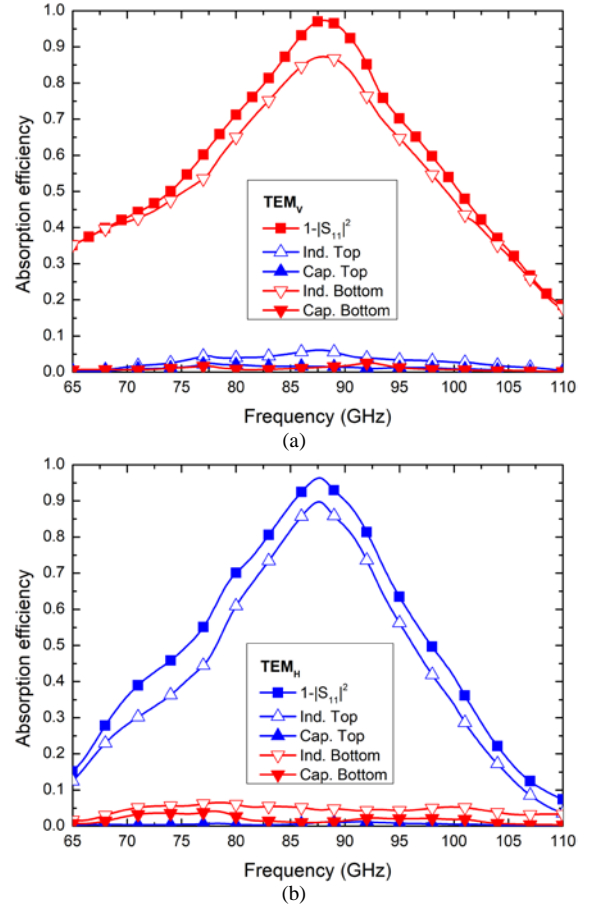 1.0
0.9
0.8
0.7
0.6
0.5
0.4
0.3
0.2
0.1
0.0
Absorption efficiency
TEM_V
1-|S_11|^2
Ind. Top
Cap. Top
Ind. Bottom
Cap. Bottom
65 70 75 80 85 90 95 100 105 110
Frequency (GHz)
(a)
1.0
0.9
0.8
0.7
0.6
0.5
0.4
0.3
0.2
0.1
0.0
Absorption efficiency
TEM_H
1-|S_11|^2
Ind. Top
Cap. Top
Ind. Bottom
Cap. Bottom
65 70 75 80 85 90 95 100 105 110
Frequency (GHz)
(b)